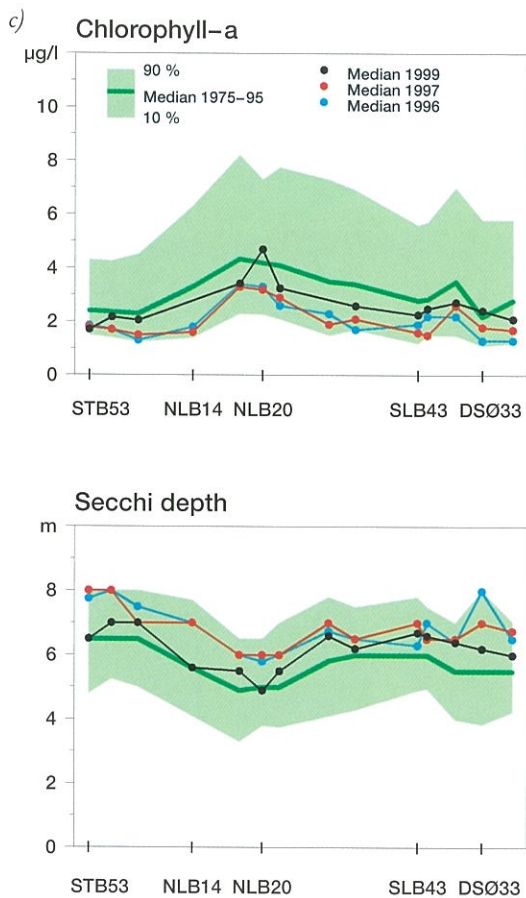 c)
Chlorophyll–a
µg/l
90 %
Median 1975–95
10 %
Median 1999
Median 1997
Median 1996
10
8
6
4
2
0
STB53 NLB14 NLB20 SLB43 DSØ33
Secchi depth
m
8
6
4
2
0
STB53 NLB14 NLB20 SLB43 DSØ33